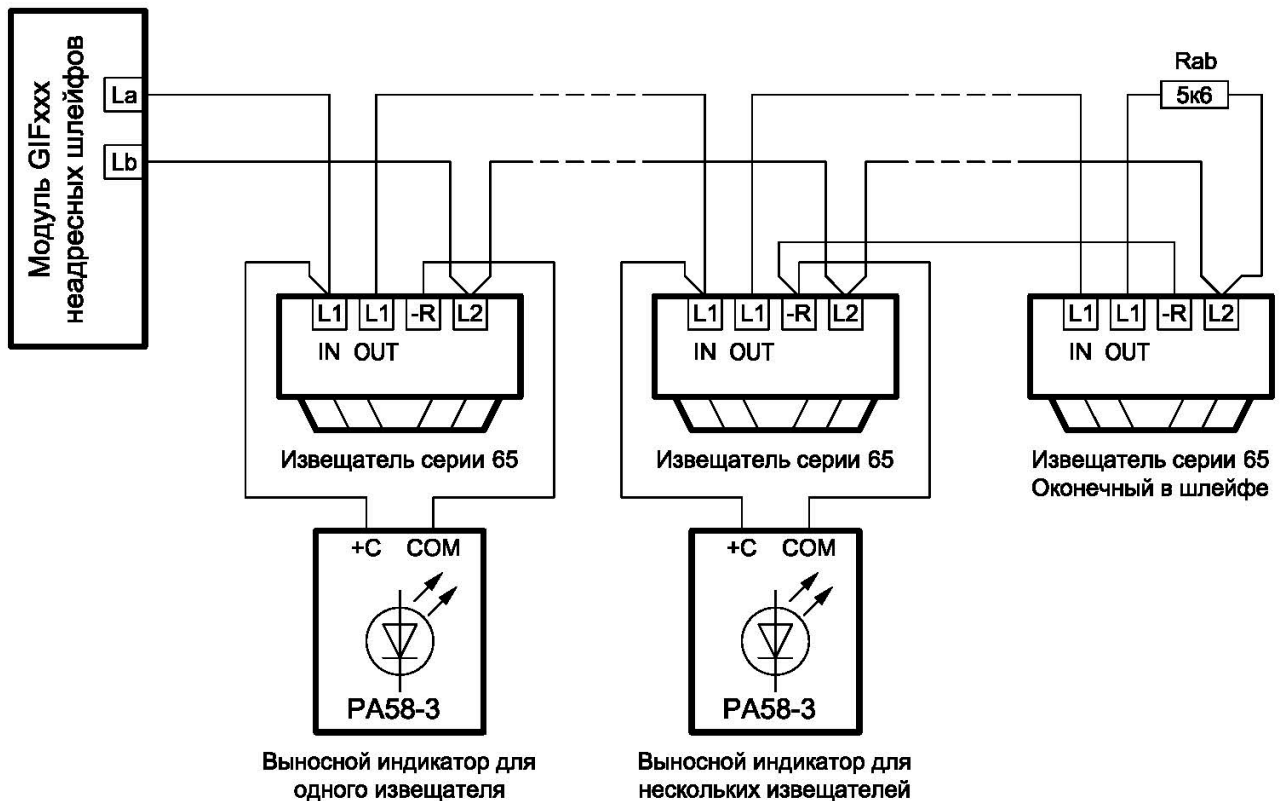 Модуль GIFxxx
неадресных шлейфов
La
Lb
Rab
5к6
L1 L1 -R L2
IN OUT
Извещатель серии 65
L1 L1 -R L2
IN OUT
Извещатель серии 65
L1 L1 -R L2
IN OUT
Извещатель серии 65
Оконечный в шлейфе
+C COM
PA58-3
Выносной индикатор для
одного извещателя
+C COM
PA58-3
Выносной индикатор для
нескольких извещателей